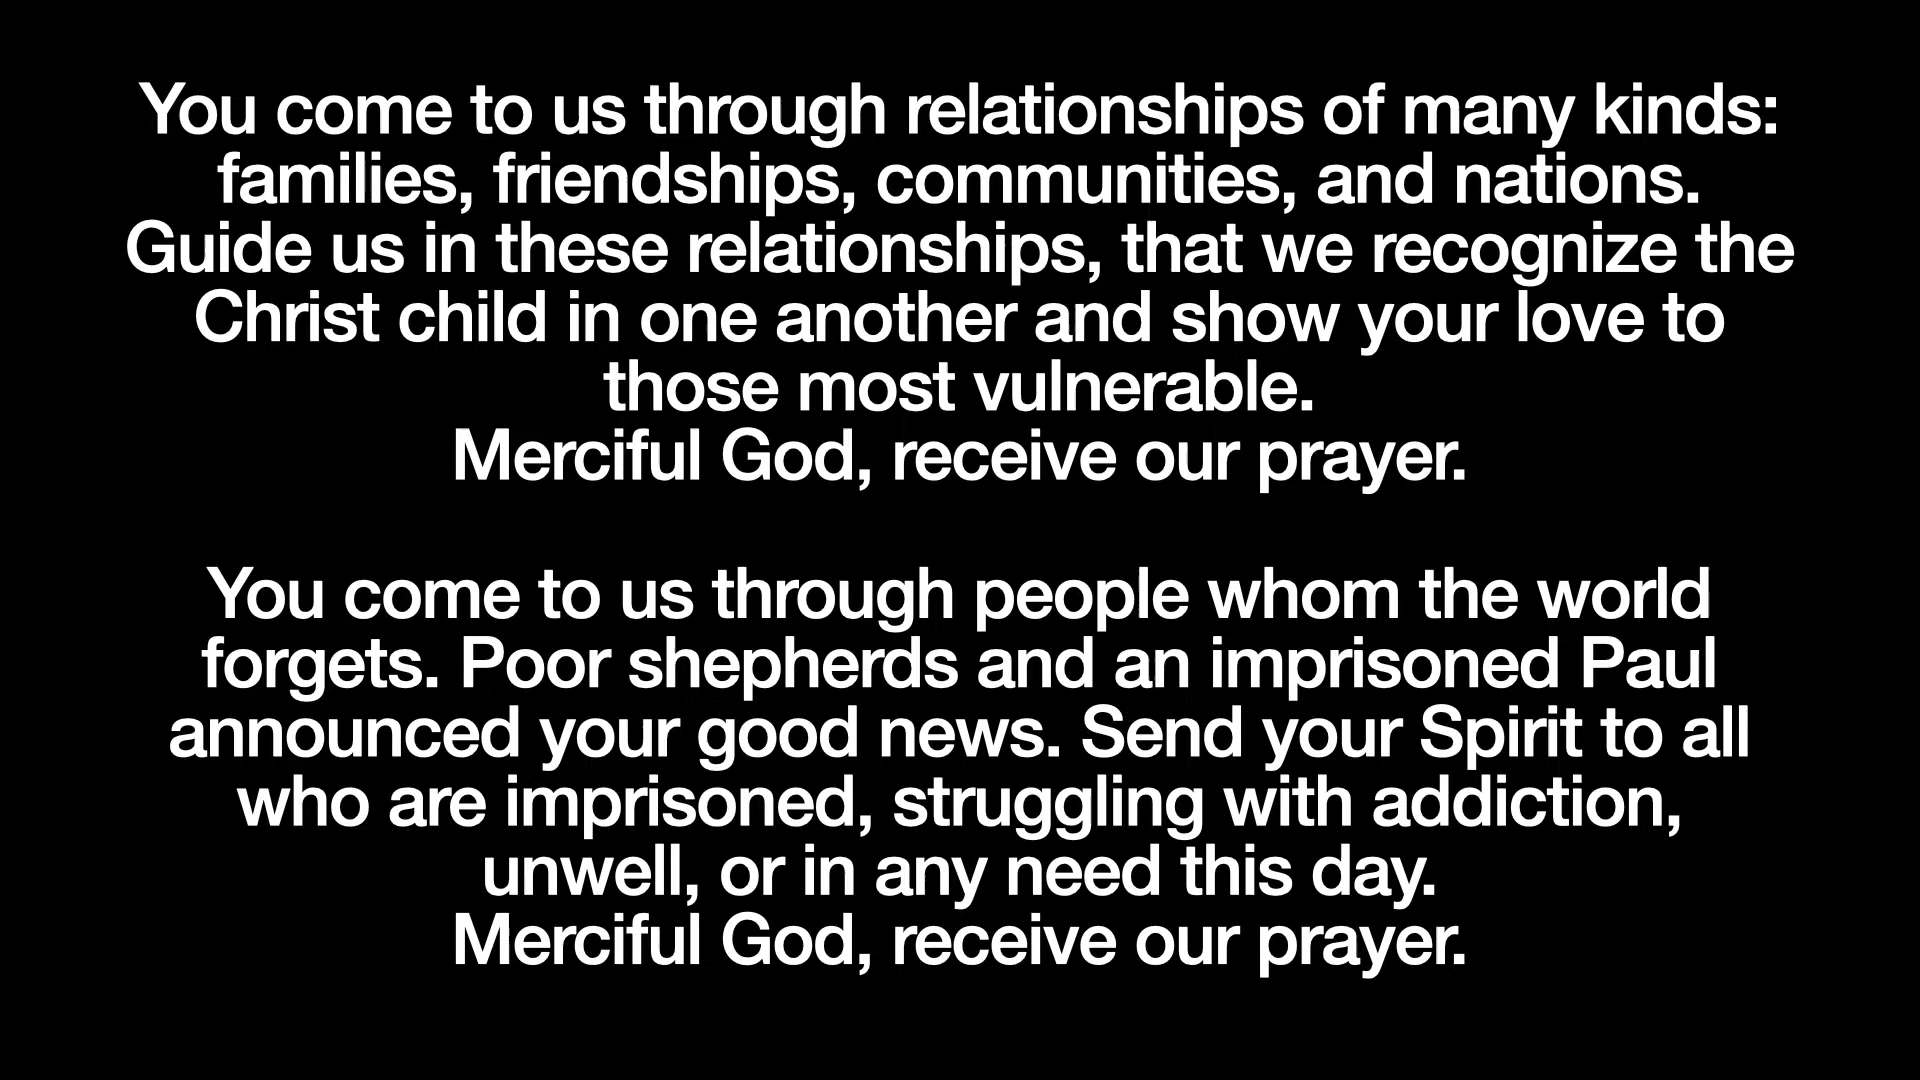 You come to us through relationships of many kinds:
families, friendships, communities, and nations.
Guide us in these relationships, that we recognize the
Christ child in one another and show your love to
those most vulnerable.
Merciful God, receive our prayer.
You come to us through people whom the world
forgets. Poor shepherds and an imprisoned Paul
announced your good news. Send your Spirit to all
who are imprisoned, struggling with addiction,
unwell, or in any need this day.
Merciful God, receive our prayer.